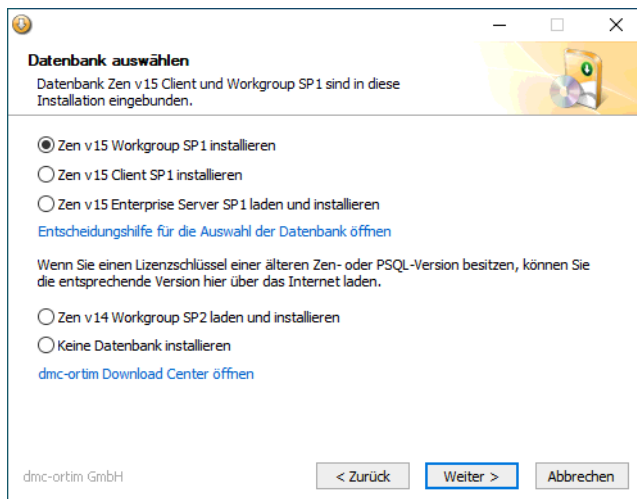 Datenbank auswählen
Datenbank Zen v15 Client und Workgroup SP1 sind in diese
Installation eingebunden.
Zen v15 Workgroup SP1 installieren
Zen v15 Client SP1 installieren
Zen v15 Enterprise Server SP1 laden und installieren
Entscheidungshilfe für die Auswahl der Datenbank öffnen
Wenn Sie einen Lizenzschlüssel einer älteren Zen- oder PSQL-Version besitzen, können Sie
die entsprechende Version hier über das Internet laden.
Zen v14 Workgroup SP2 laden und installieren
Keine Datenbank installieren
dmc-ortim Download Center öffnen
dmc-ortim GmbH
< Zurück
Weiter >
Abbrechen